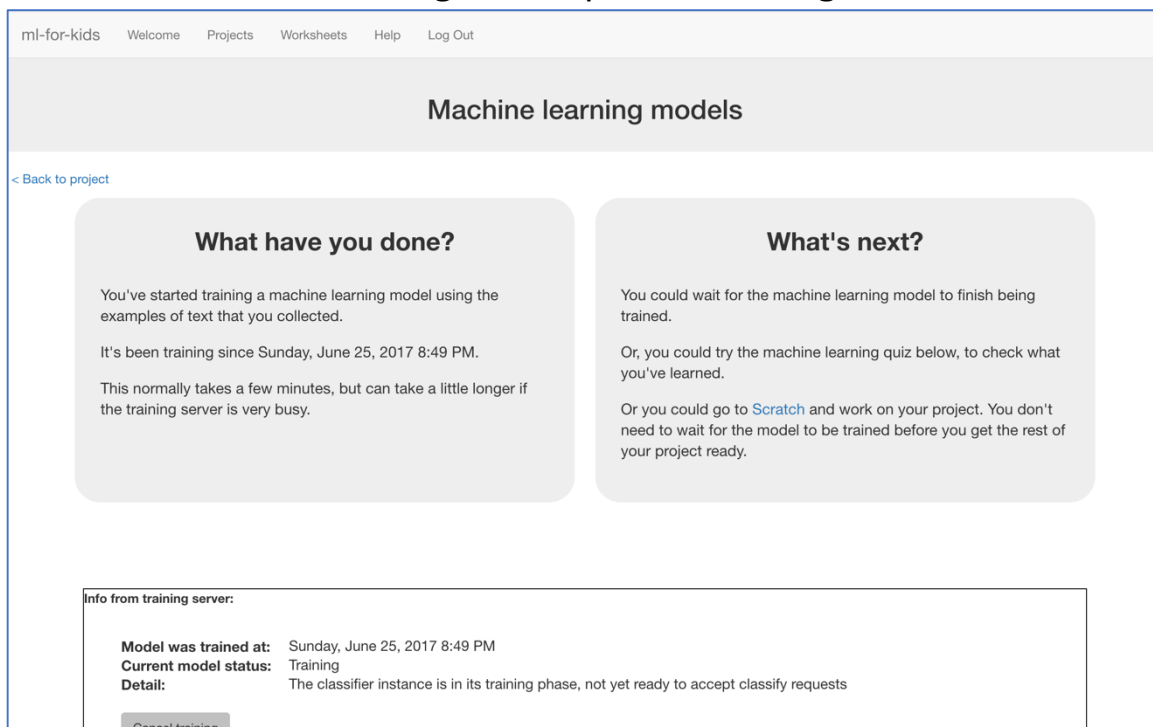 ml-for-kids Welcome Projects Worksheets Help Log Out
Machine learning models
< Back to project
What have you done?
You've started training a machine learning model using the
examples of text that you collected.
It's been training since Sunday, June 25, 2017 8:49 PM.
This normally takes a few minutes, but can take a little longer if
the training server is very busy.
What's next?
You could wait for the machine learning model to finish being
trained.
Or, you could try the machine learning quiz below, to check what
you've learned.
Or you could go to Scratch and work on your project. You don't
need to wait for the model to be trained before you get the rest of
your project ready.
Info from training server:
Model was trained at: Sunday, June 25, 2017 8:49 PM
Current model status: Training
Detail: The classifier instance is in its training phase, not yet ready to accept classify requests
Cancel training